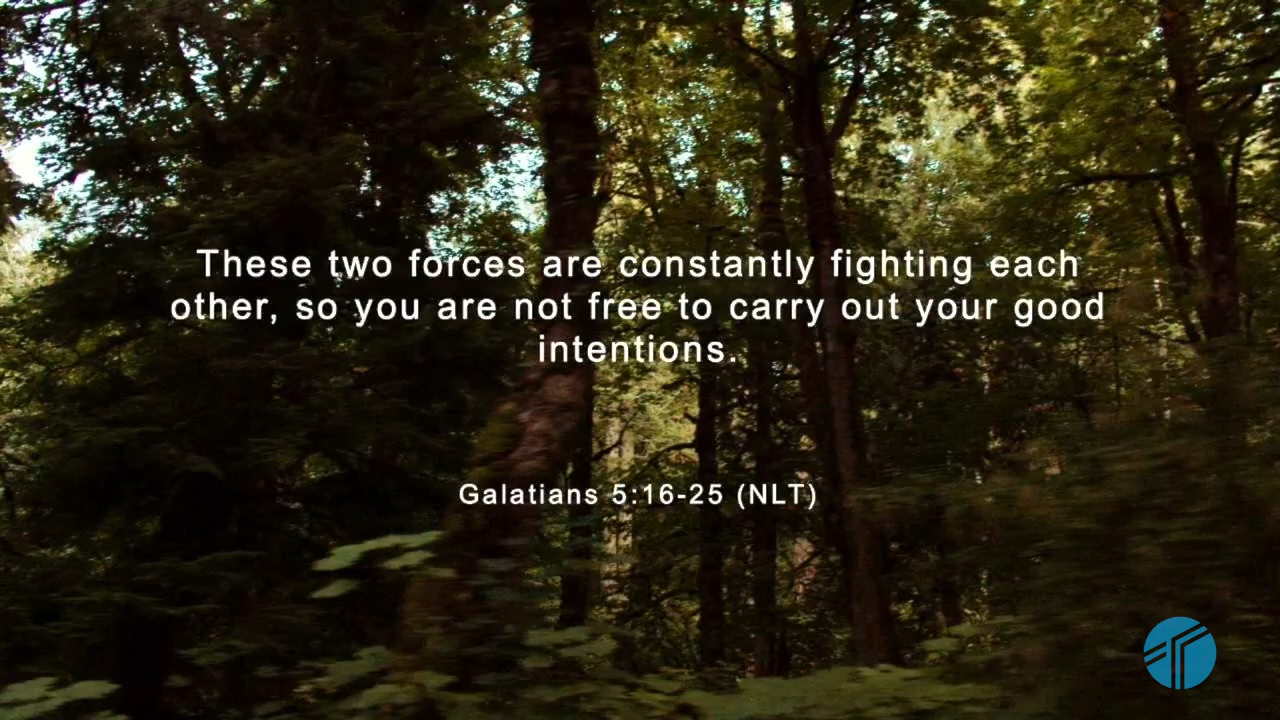 These two forces are constantly fighting each
other, so you are not free to carry out your good
intentions.
Galatians 5:16-25 (NLT)